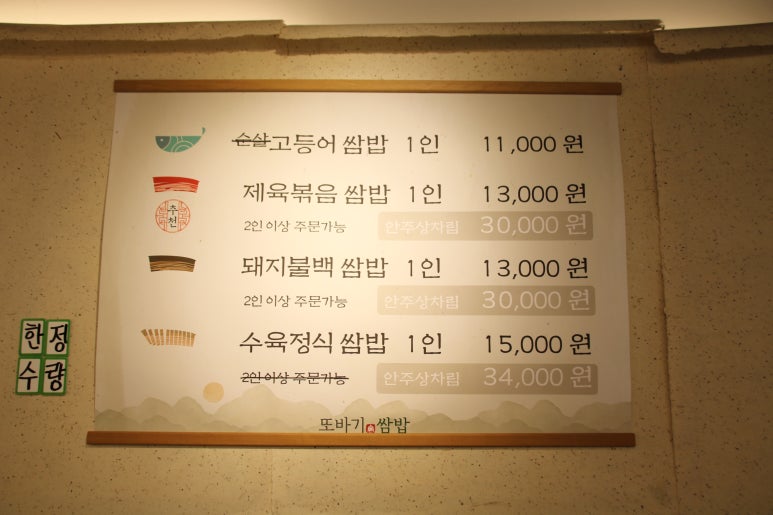 순살고등어 쌈밥 1인 11,000 원
제육볶음 쌈밥 1인 13,000 원
추천
2인 이상 주문가능 안주상차림 30,000 원
돼지불백 쌈밥 1인 13,000 원
2인 이상 주문가능 안주상차림 30,000 원
수육정식 쌈밥 1인 15,000 원
2인 이상 주문가능 안주상차림 34,000 원
한정
수량
또바기 쌈밥